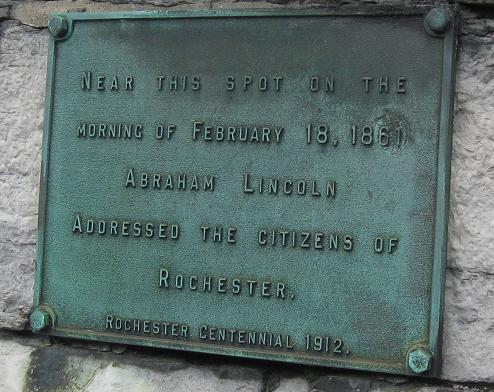 Near this spot on the
morning of February 18, 1861
Abraham Lincoln
Addressed the citizens of
Rochester.
Rochester Centennial 1912.